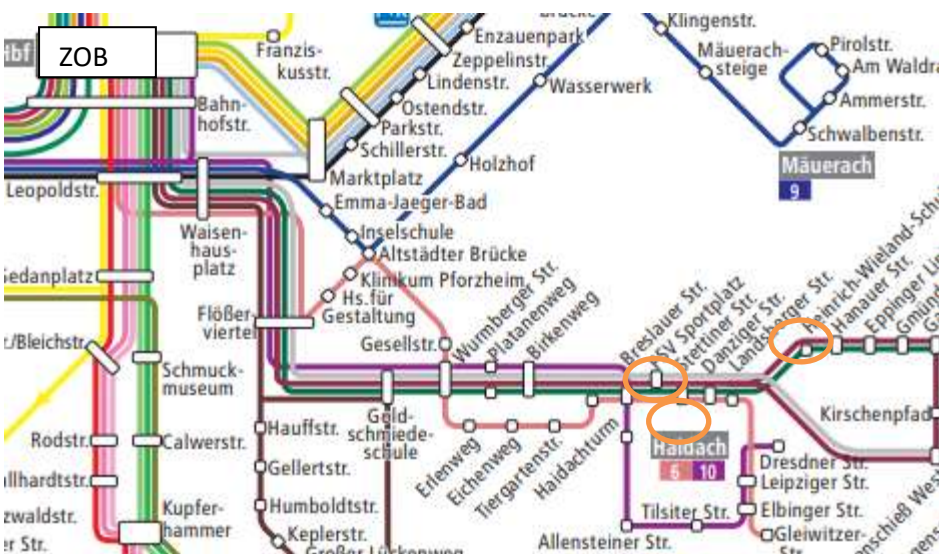 Hbf
ZOB
Franzis-
kusstr.
Enzauenpark
Zeppelinstr.
Lindenstr.
Ostendstr.
Parkstr.
Schillerstr.
Marktplatz
Klingenstr.
Mäuerach-
steige
Pirolstr.
Am Waldra
Ammerstr.
Schwalbenstr.
Mäuerach
9
Wasserwerk
Holzhof
Bahn-
hofstr.
Leopoldstr.
Waisen-
haus-
platz
Emma-Jaeger-Bad
Inselschule
Altstädter Brücke
Klinikum Pforzheim
Hs. für
Gestaltung
Sedanplatz
Flößer-
viertel
Gesellstr.
Wurmberger Str.
Platanenweg
Birkenweg
Breslauer Str.
Sportplatz
Stettiner Str.
Danziger Str.
Landsberger Str.
Heinrich-Wieland-Schu
Hanauer Str.
Eppinger Li
Gmünd
Ga
r./Bleichstr.
Schmuck-
museum
Gold-
schmiede-
schule
Kirschenpfad
Rodstr.
Calwerstr.
Hauffstr.
Gellertstr.
Humboldtstr.
Keplerstr.
Großer Lückenweg
Erlenweg
Eichenweg
Tiergartenstr.
Haidachturm
Haidach
6 10
Dresdner Str.
Leipziger Str.
Elbinger Str.
Gleiwitzer-
Str.
Tilsiter Str.
Allensteiner Str.
llhardtstr.
zwaldstr.
er Str.
Kupfer-
hammer